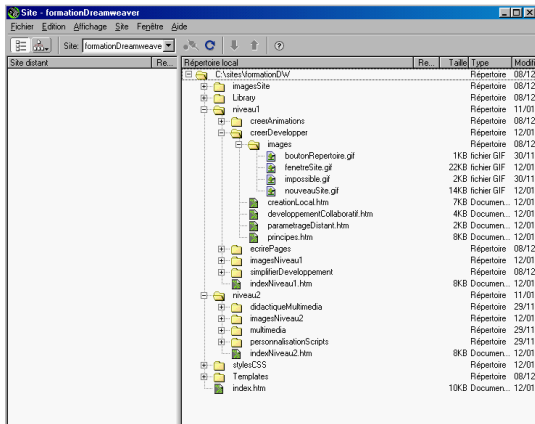 Site - formationDreamweaver
Fichier Edition Affichage Site Fenêtre Aide
Site: formationDreamweave
Site distant Re... Répertoire local Re... Taille Type Modifi
C:\sites\formationDW Répertoire 08/12
imagesSite Répertoire 08/12
Library Répertoire 08/12
niveau1 Répertoire 11/01
creerAnimations Répertoire 08/12
creerDevelopper Répertoire 12/01
images Répertoire 08/12
boutonRepertoire.gif 1KB fichier GIF 30/11
fenetreSite.gif 22KB fichier GIF 12/01
impossible.gif 2KB fichier GIF 30/11
nouveauSite.gif 14KB fichier GIF 12/01
creationLocal.htm 7KB Documen... 12/01
developpementCollaboratif.htm 4KB Documen... 12/01
parametrageDistant.htm 2KB Documen... 12/01
principes.htm 8KB Documen... 12/01
ecrirePages Répertoire 08/12
imagesNiveau1 Répertoire 12/01
simplifierDeveloppement Répertoire 08/12
indexNiveau1.htm 8KB Documen... 12/01
niveau2 Répertoire 11/01
didactiqueMultimedia Répertoire 29/11
imagesNiveau2 Répertoire 12/01
multimedia Répertoire 29/11
personnalisationScripts Répertoire 29/11
indexNiveau2.htm 8KB Documen... 12/01
stylesCSS Répertoire 12/01
Templates Répertoire 08/12
index.htm 10KB Documen... 12/01